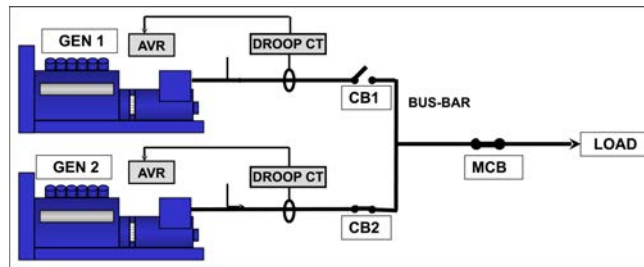 GEN 1
AVR
DROOP CT
CB1
BUS-BAR
MCB
LOAD
GEN 2
AVR
DROOP CT
CB2